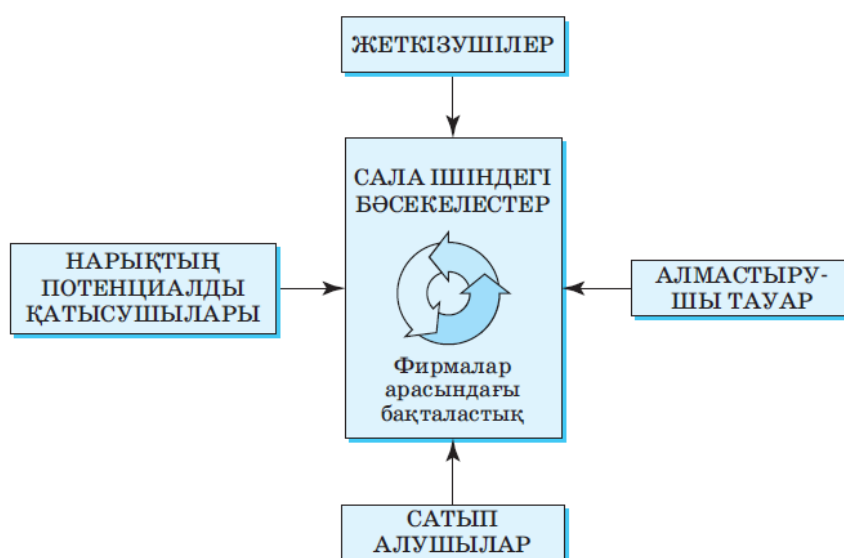 ЖЕТКІЗУШІЛЕР
САЛА ІШІНДЕГІ
БӘСЕКЕЛЕСТЕР
НАРЫҚТЫҢ
ПОТЕНЦИАЛДЫ
ҚАТЫСУШЫЛАРЫ
АЛМАСТЫРУ-
ШЫ ТАУАР
Фирмалар
арасындағы
бақталастық
САТЫП
АЛУШЫЛАР